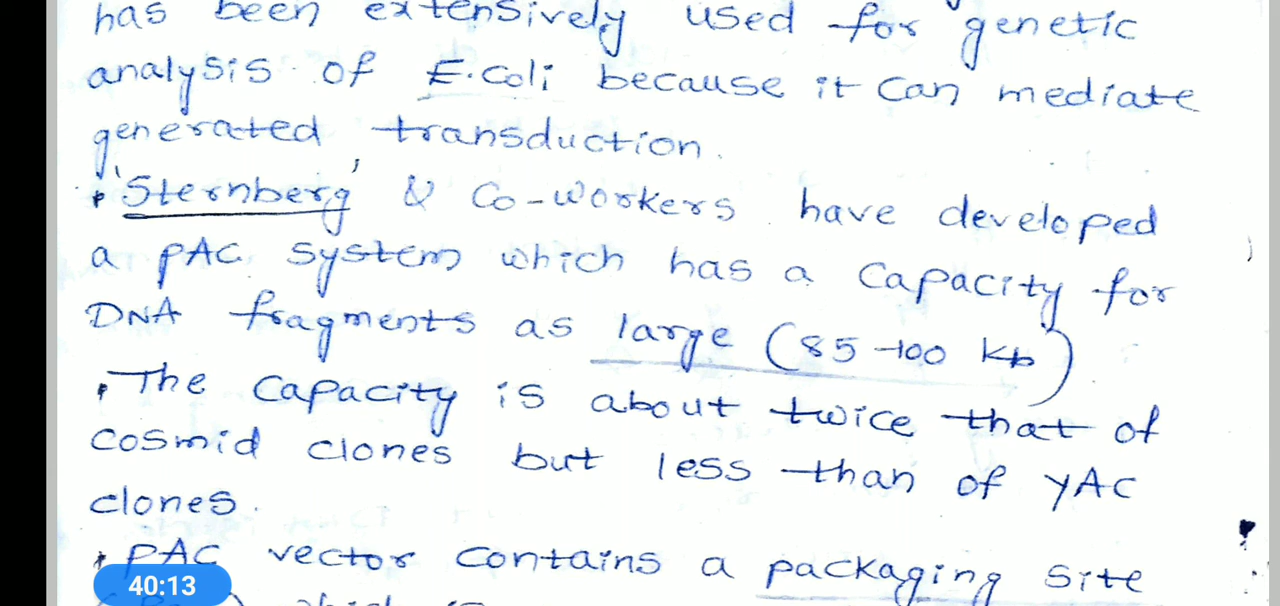 has been extensively used for genetic
analysis of E.coli because it can mediate
generated transduction.
'Sternberg' & Co-workers have developed
a PAC system which has a capacity for
DNA fragments as large (85-100 kb)
The capacity is about twice that of
cosmid clones but less than of YAC
clones.
PAC vector contains a packaging site
40:13
which is